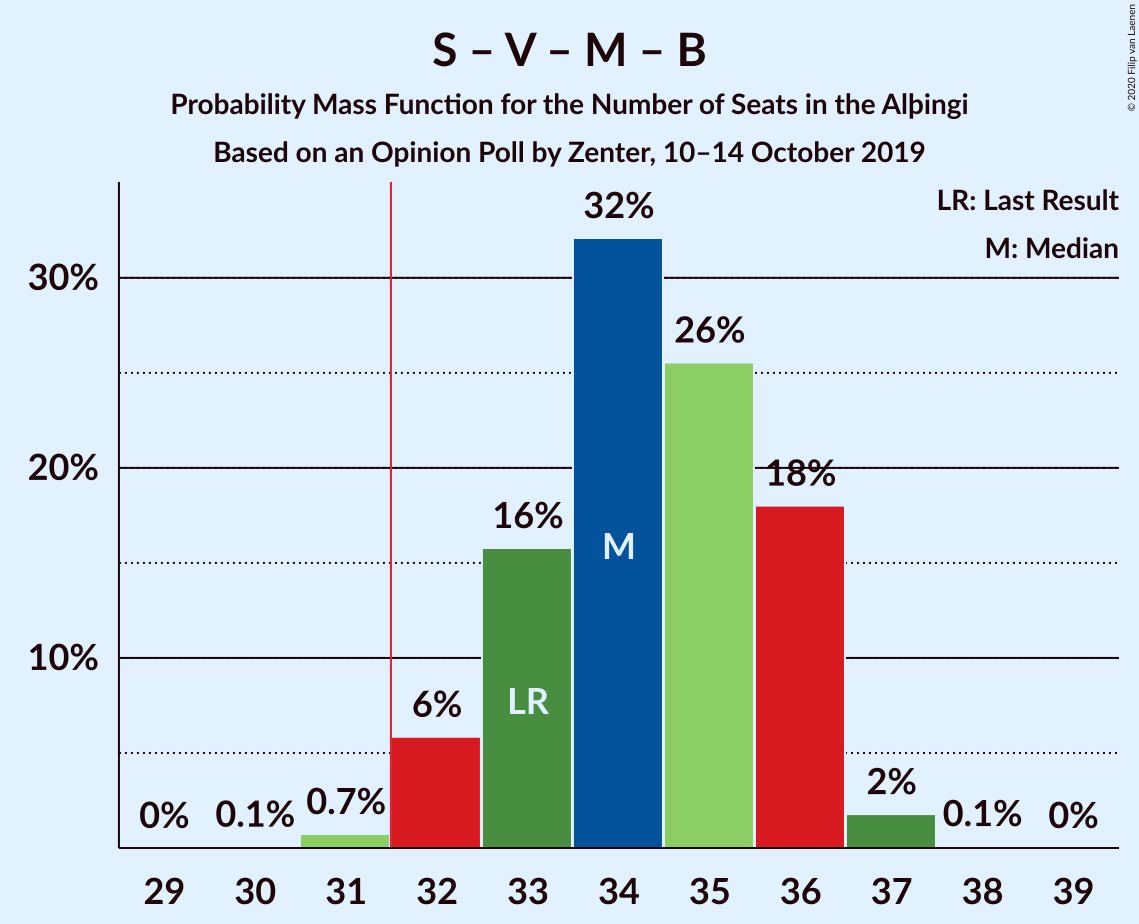 S – V – M – B
Probability Mass Function for the Number of Seats in the Alþingi
Based on an Opinion Poll by Zenter, 10–14 October 2019
© 2020 Filip van Laenen
LR: Last Result
M: Median
30%
20%
10%
0%
0.1%
0.7%
6%
16%
32%
26%
18%
2%
0.1%
0%
LR
M
29 30 31 32 33 34 35 36 37 38 39